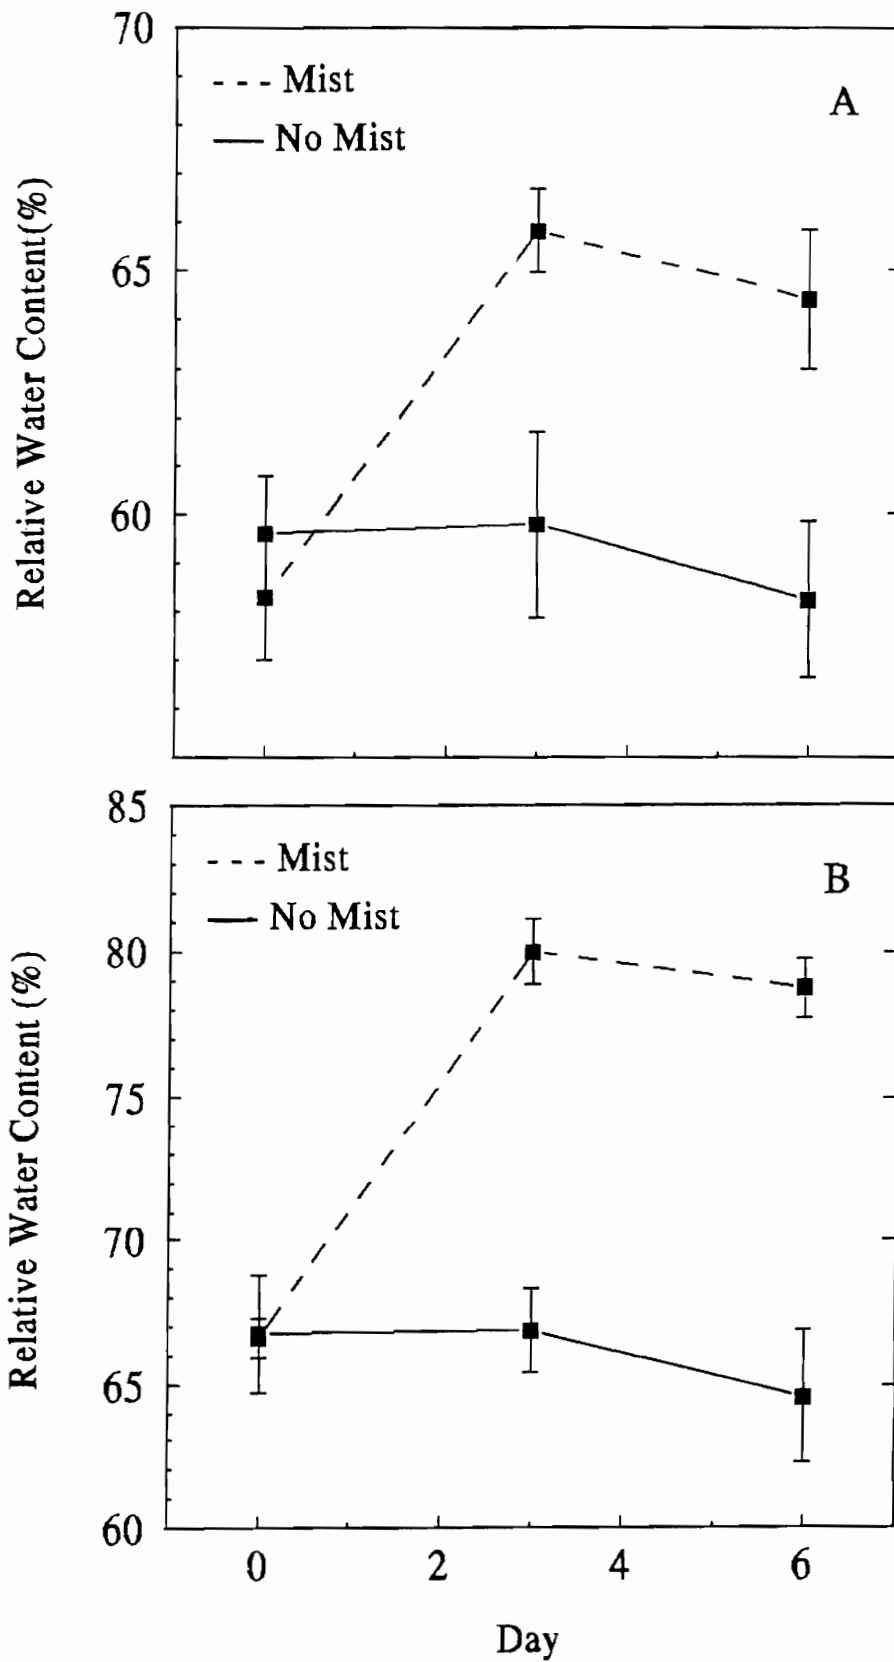 70
Mist
A
No Mist
65
60
Relative Water Content(%)
85
Mist
B
No Mist
80
75
70
65
60
Relative Water Content (%)
0 2 4 6
Day